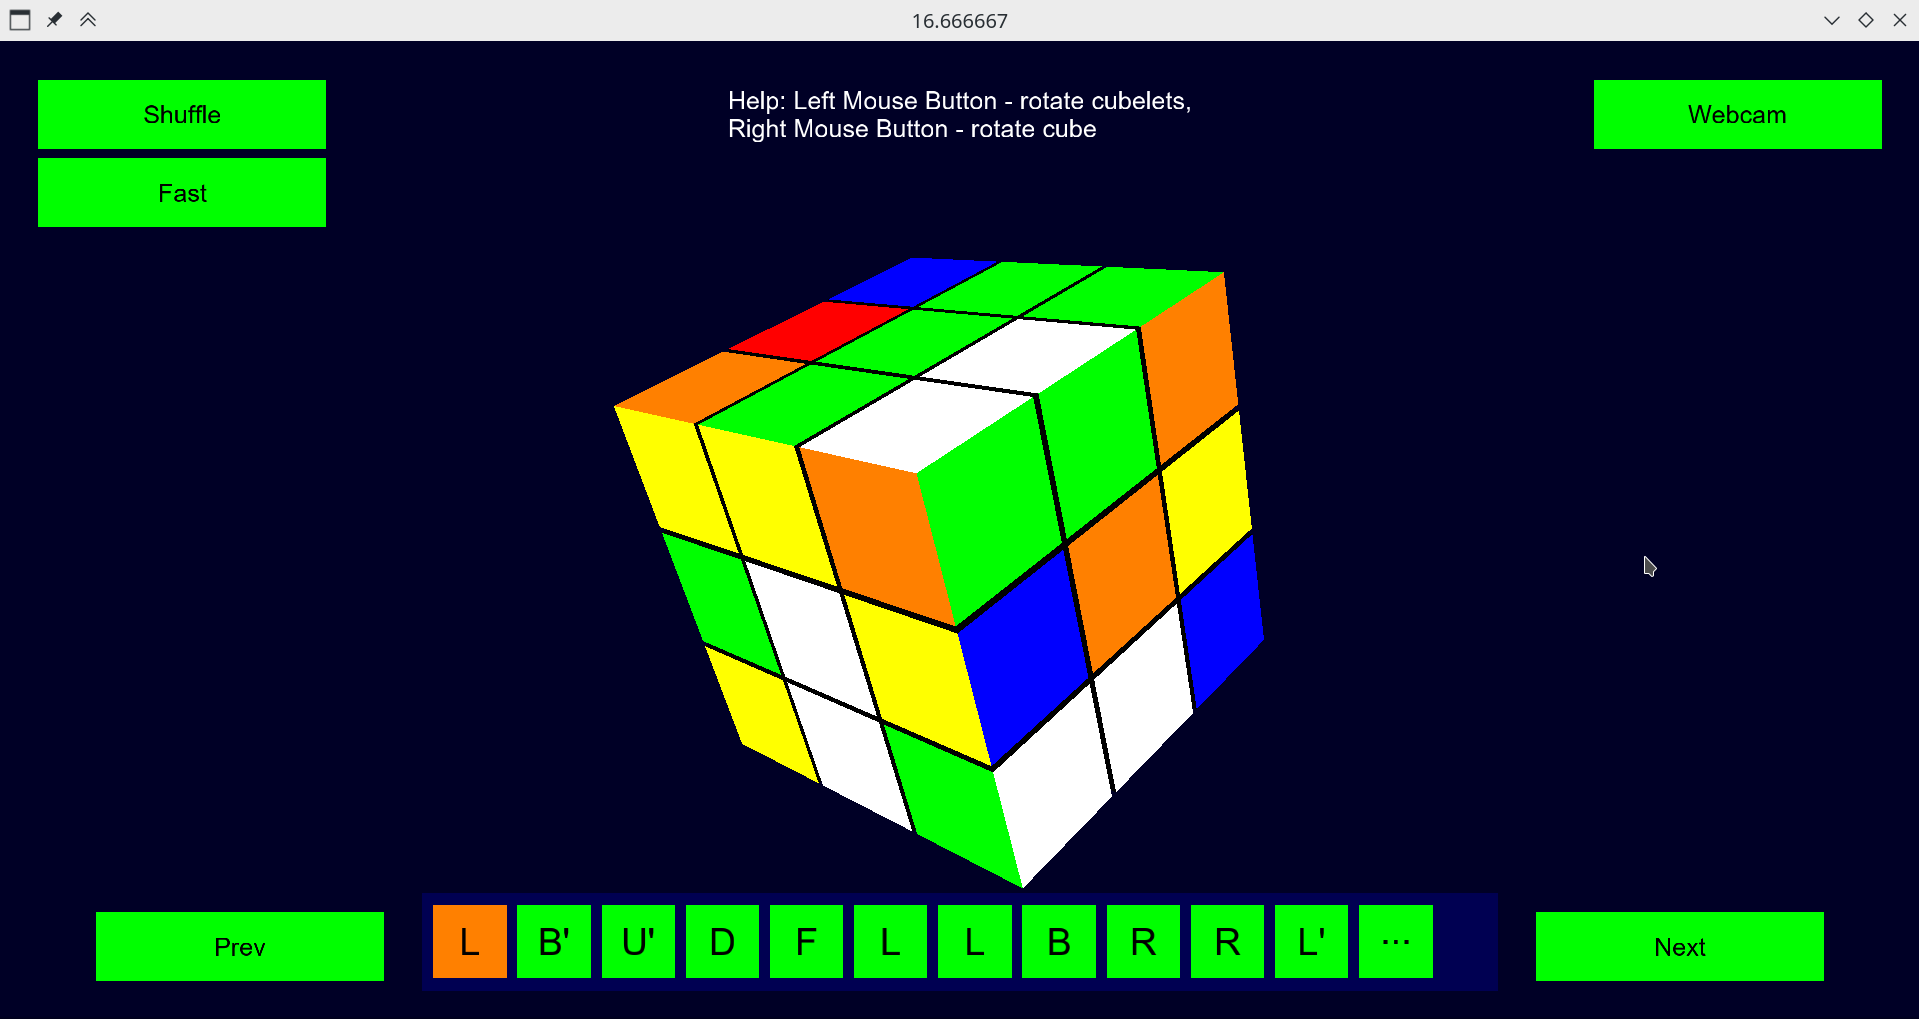 16.666667
Shuffle
Help: Left Mouse Button - rotate cubelets,
Right Mouse Button - rotate cube
Webcam
Fast
Prev
L B' U' D F L L B R R L' ...
Next